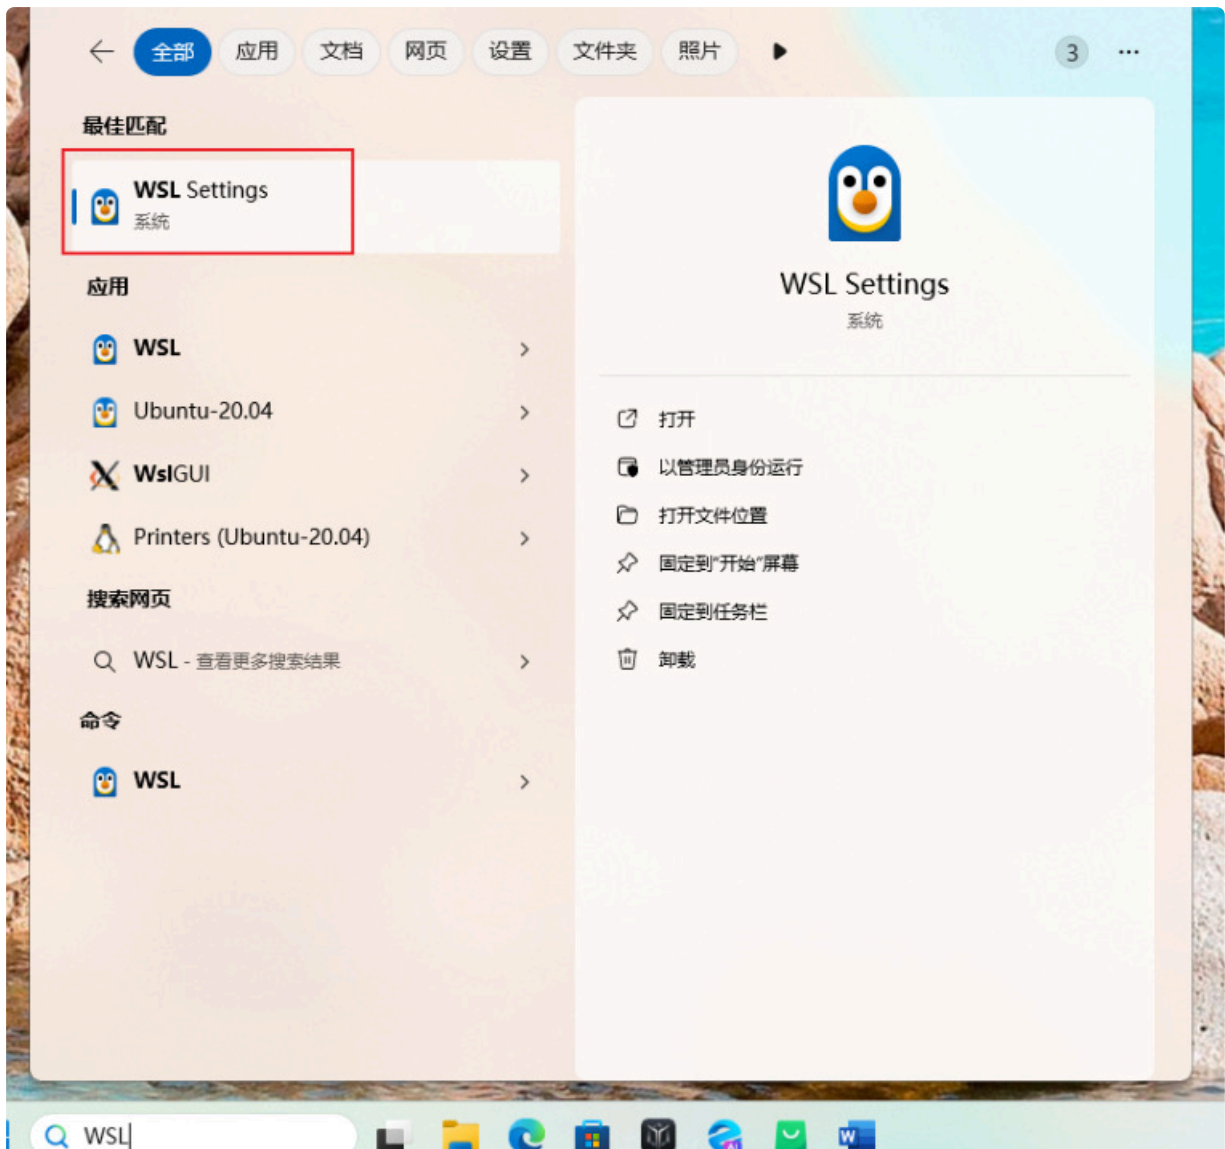 全部 应用 文档 网页 设置 文件夹 照片 3
最佳匹配
WSL Settings
系统
应用
WSL
Ubuntu-20.04
WslGUI
Printers (Ubuntu-20.04)
搜索网页
WSL - 查看更多搜索结果
命令
WSL
WSL Settings
系统
打开
以管理员身份运行
打开文件位置
固定到"开始"屏幕
固定到任务栏
卸载
WSL